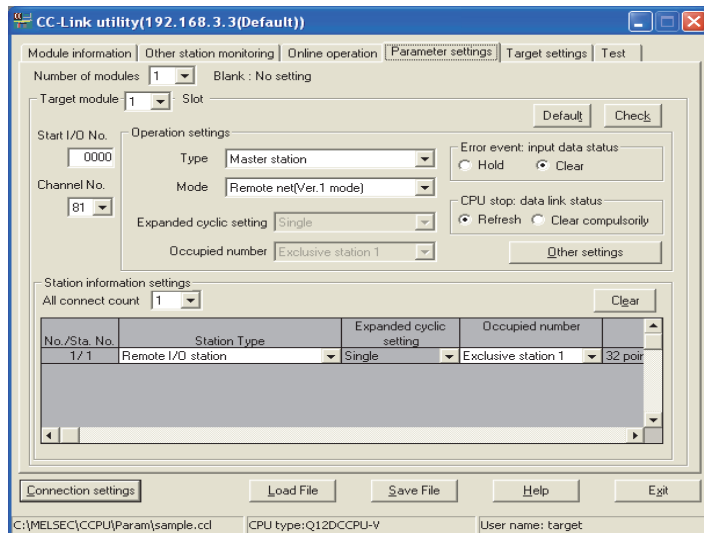 CC-Link utility(192.168.3.3(Default))
Module information Other station monitoring Online operation Parameter settings Target settings Test
Number of modules 1 Blank : No setting
Target module 1 Slot
Default Check
Start I/O No.
0000
Channel No.
81
Operation settings
Type Master station
Mode Remote net(Ver.1 mode)
Expanded cyclic setting Single
Occupied number Exclusive station 1
Error event: input data status
Hold Clear
CPU stop: data link status
Refresh Clear compulsorily
Other settings
Station information settings
All connect count 1
Clear
No./Sta. No. Station Type Expanded cyclic setting Occupied number
1/1 Remote I/O station Single Exclusive station 1 32 poin
Connection settings Load File Save File Help Exit
C:\MELSEC\CCPU\Param\sample.ccl CPU type:Q12DCCPU-V User name: target